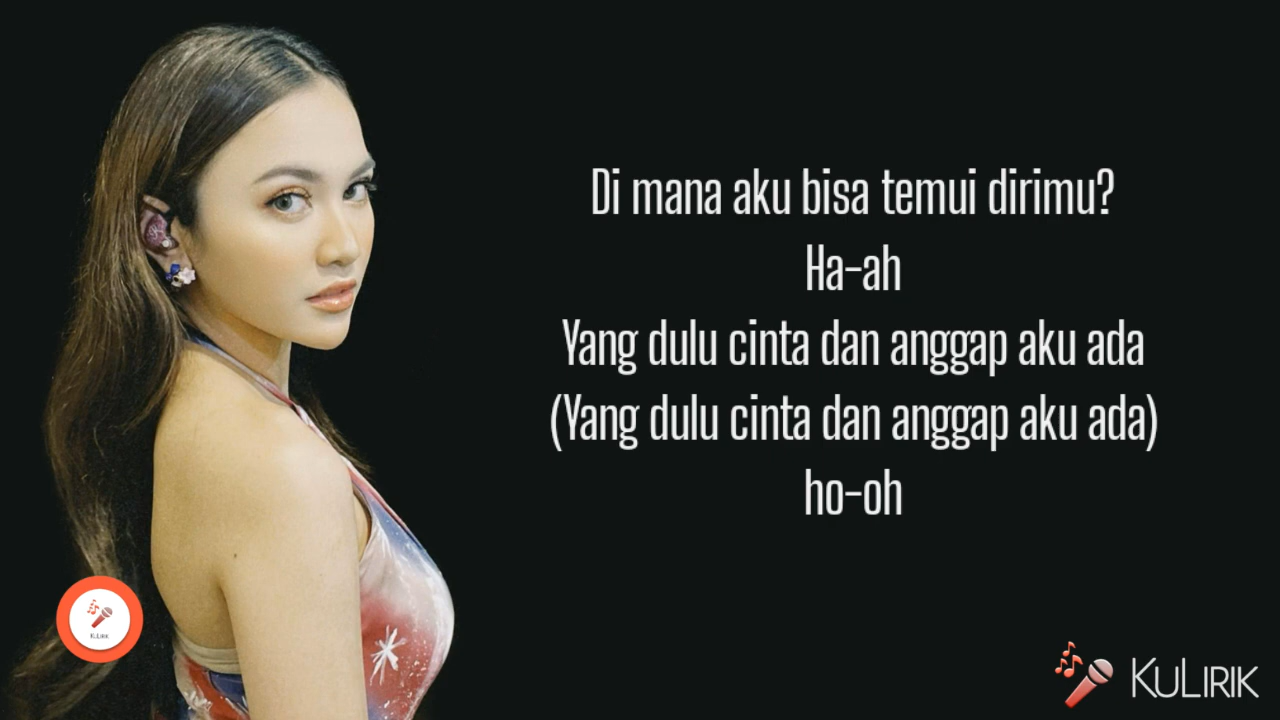 Di mana aku bisa temui dirimu?
Ha-ah
Yang dulu cinta dan anggap aku ada
(Yang dulu cinta dan anggap aku ada)
ho-oh
KuLirik
KULIRIK